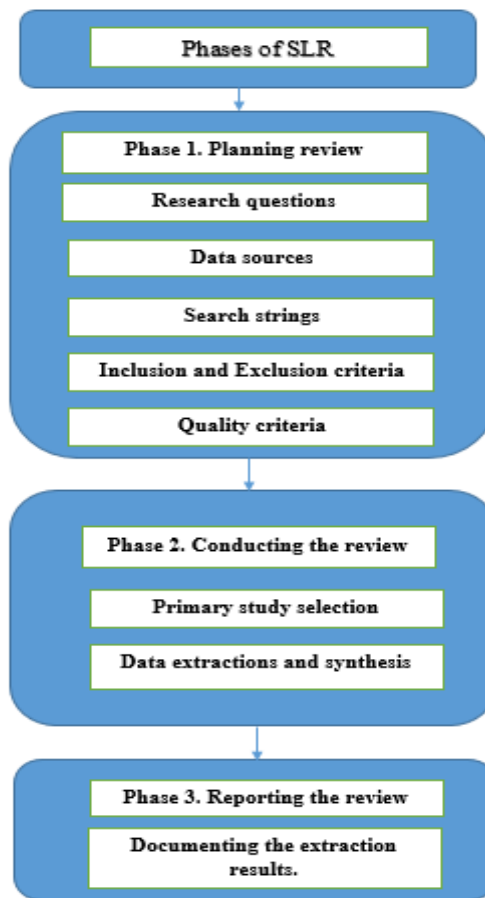 Phases of SLR
Phase 1. Planning review
Research questions
Data sources
Search strings
Inclusion and Exclusion criteria
Quality criteria
Phase 2. Conducting the review
Primary study selection
Data extractions and synthesis
Phase 3. Reporting the review
Documenting the extraction
results.